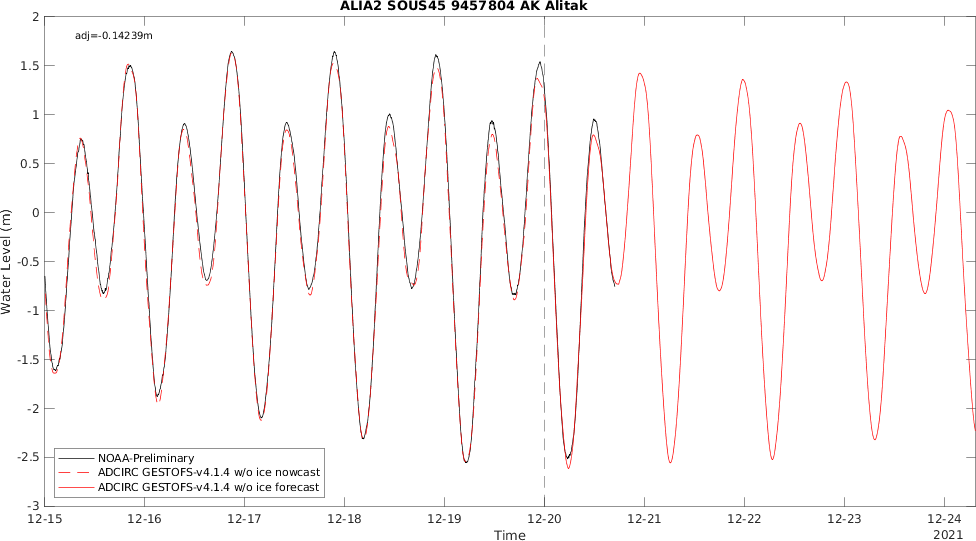 ALIA2 SOUS45 9457804 AK Alitak
adj=-0.14239m
Water Level (m)
2
1.5
1
0.5
0
-0.5
-1
-1.5
-2
-2.5
-3
NOAA-Preliminary
ADCIRC GESTOFS-v4.1.4 w/o ice nowcast
ADCIRC GESTOFS-v4.1.4 w/o ice forecast
12-15 12-16 12-17 12-18 12-19 12-20 12-21 12-22 12-23 12-24
2021
Time